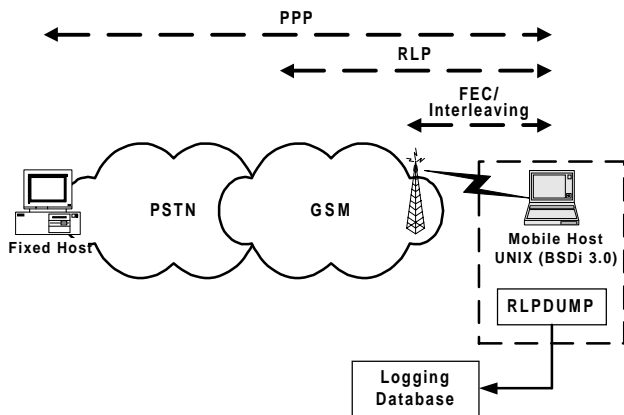 PPP
RLP
FEC/
Interleaving
PSTN
GSM
Fixed Host
Mobile Host
UNIX (BSDi 3.0)
RLPDUMP
Logging
Database